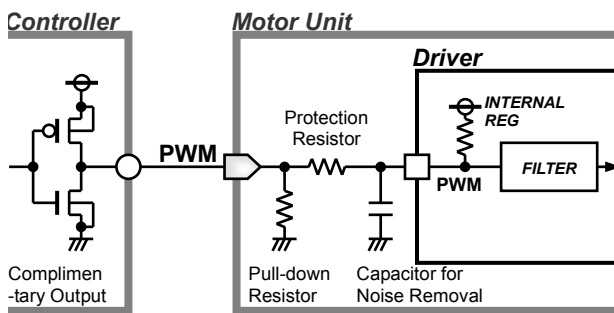 Controller
Motor Unit
Driver
Protection
Resistor
INTERNAL
REG
PWM
PWM
FILTER
Complimen
-tary Output
Pull-down
Resistor
Capacitor for
Noise Removal